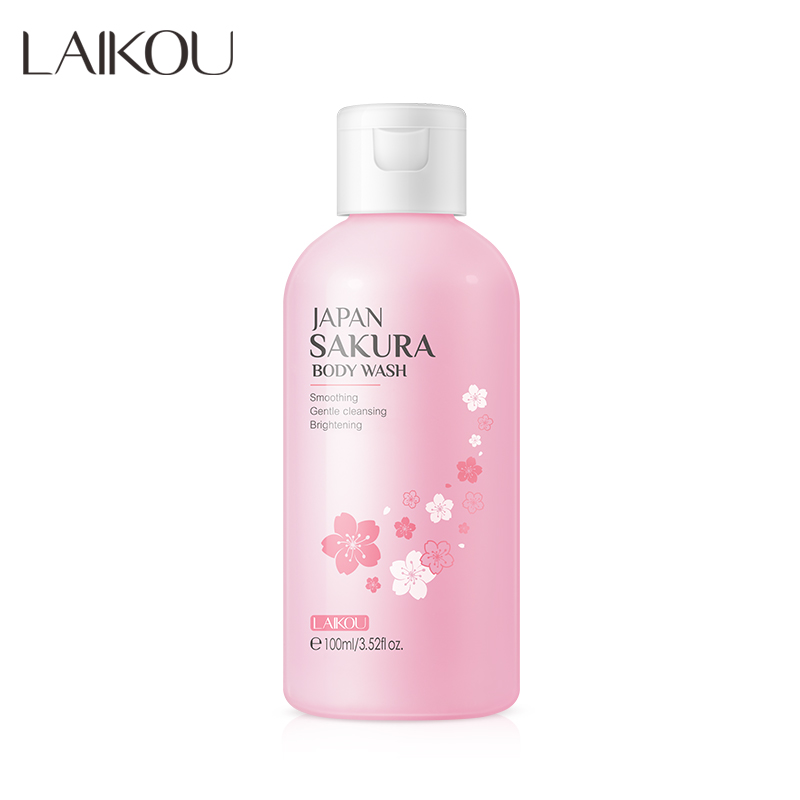 LAIKOU
JAPAN
SAKURA
BODY WASH
Smoothing
Gentle cleansing
Brightening
LAIKOU
℮100ml/3.52fl oz.